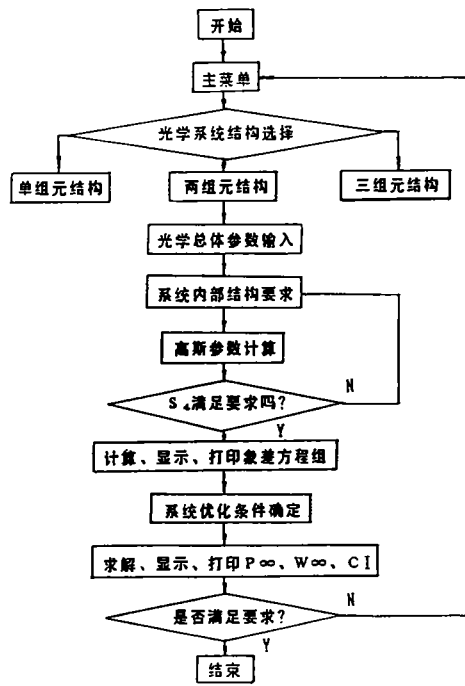 开始
主菜单
光学系统结构选择
单组元结构
两组元结构
三组元结构
光学总体参数输入
系统内部结构要求
高斯参数计算
N
S₄满足要求吗?
Y
计算、显示、打印象差方程组
系统优化条件确定
求解、显示、打印P∞、W∞、CI
N
是否满足要求?
Y
结束